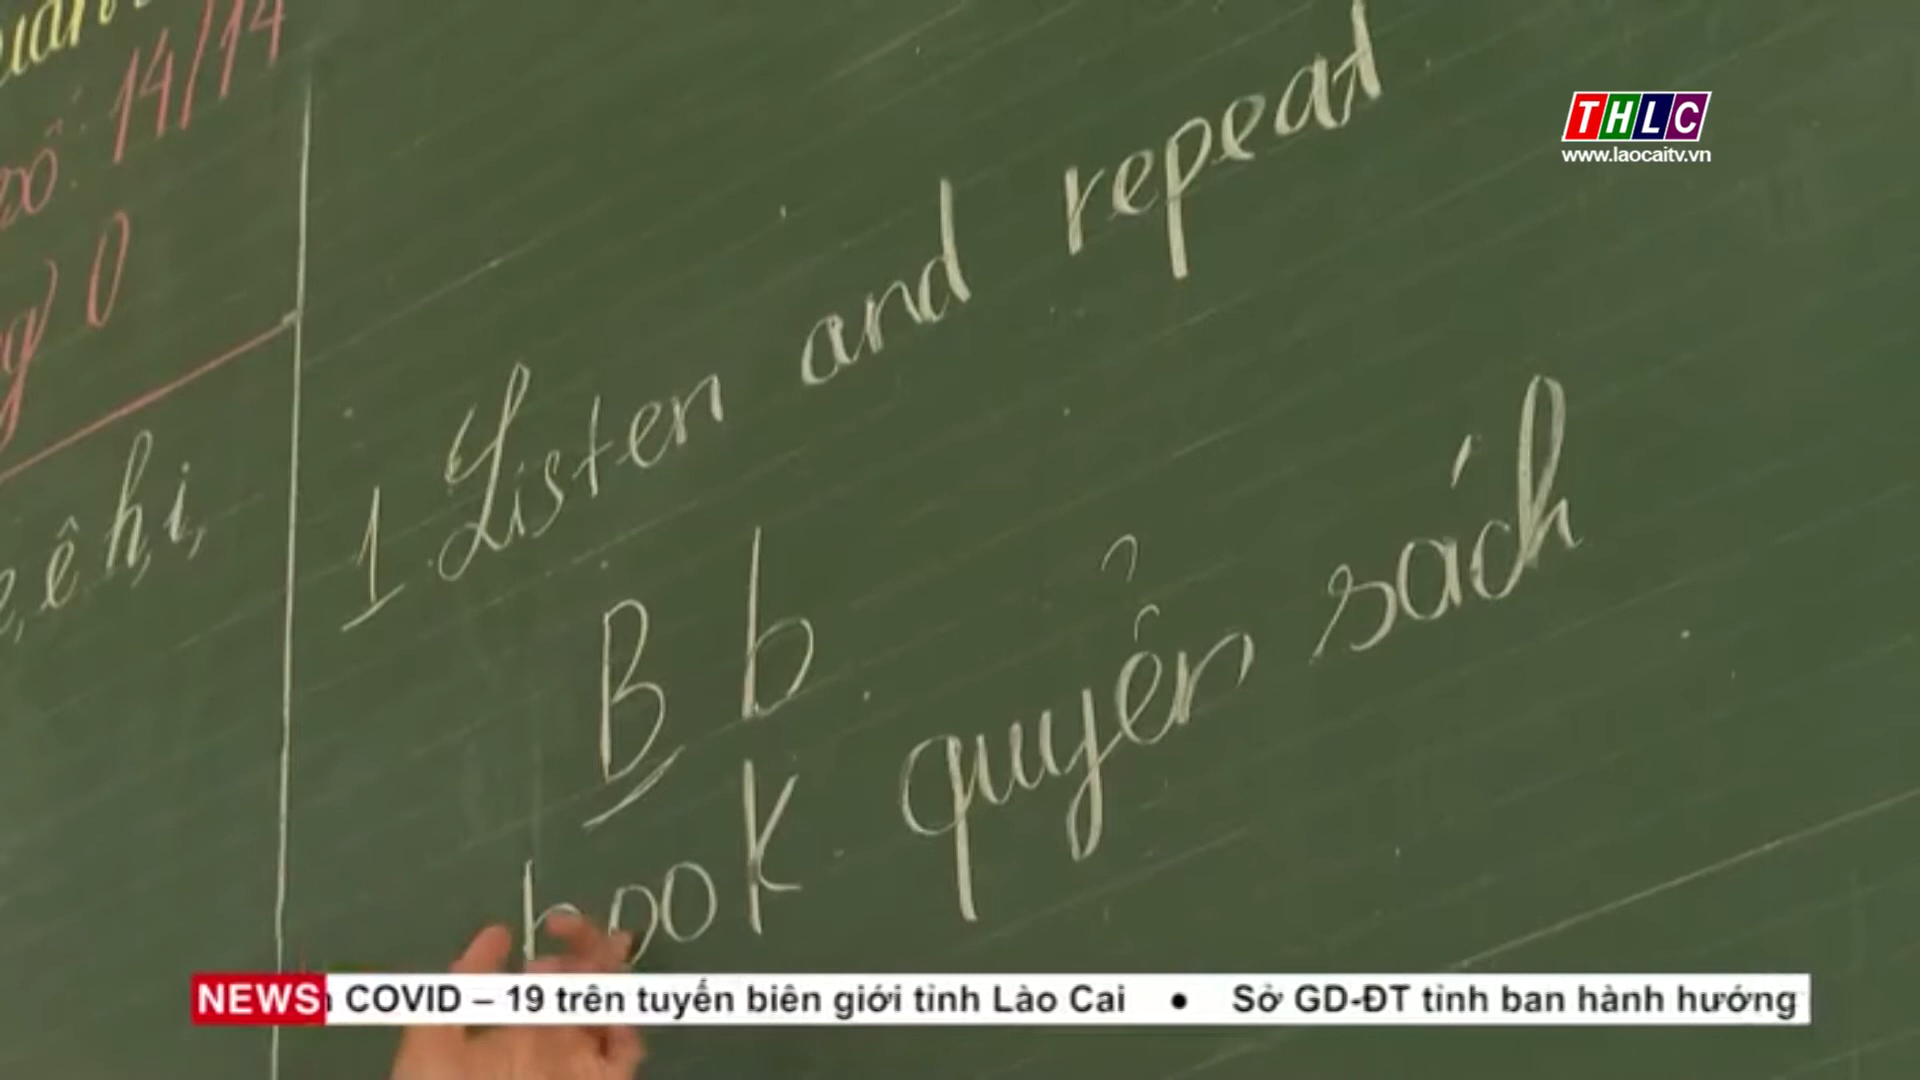 14/14
0
ê, h, i,
1. Listen and repeat
B b
book quyển sách
THLC
www.laocaitv.vn
NEWS COVID – 19 trên tuyến biên giới tỉnh Lào Cai • Sở GD-ĐT tỉnh ban hành hướng